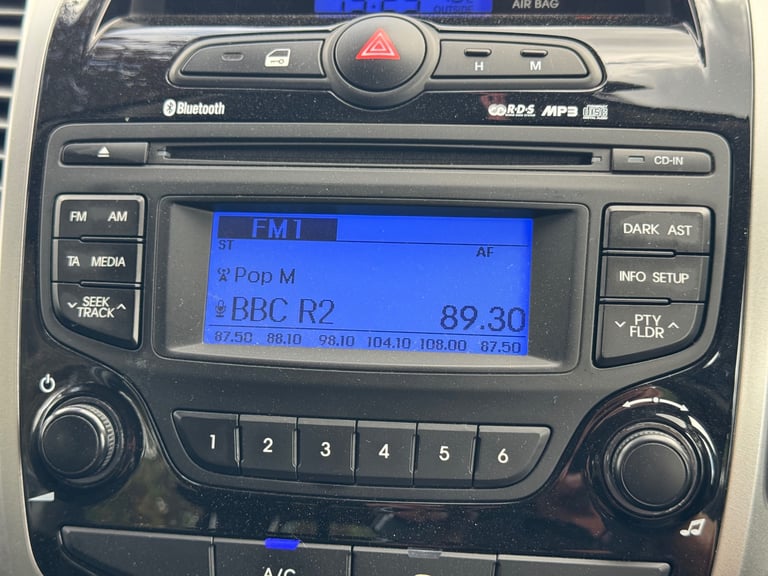 OUTSIDE
AIR BAG
H M
Bluetooth
R·D·S MP3 disc
CD-IN
FM AM
TA MEDIA
SEEK
TRACK
FM1
ST
AF
Pop M
BBC R2 89.30
87.50 88.10 98.10 104.10 108.00 87.50
DARK AST
INFO SETUP
PTY
FLDR
1 2 3 4 5 6
A/C